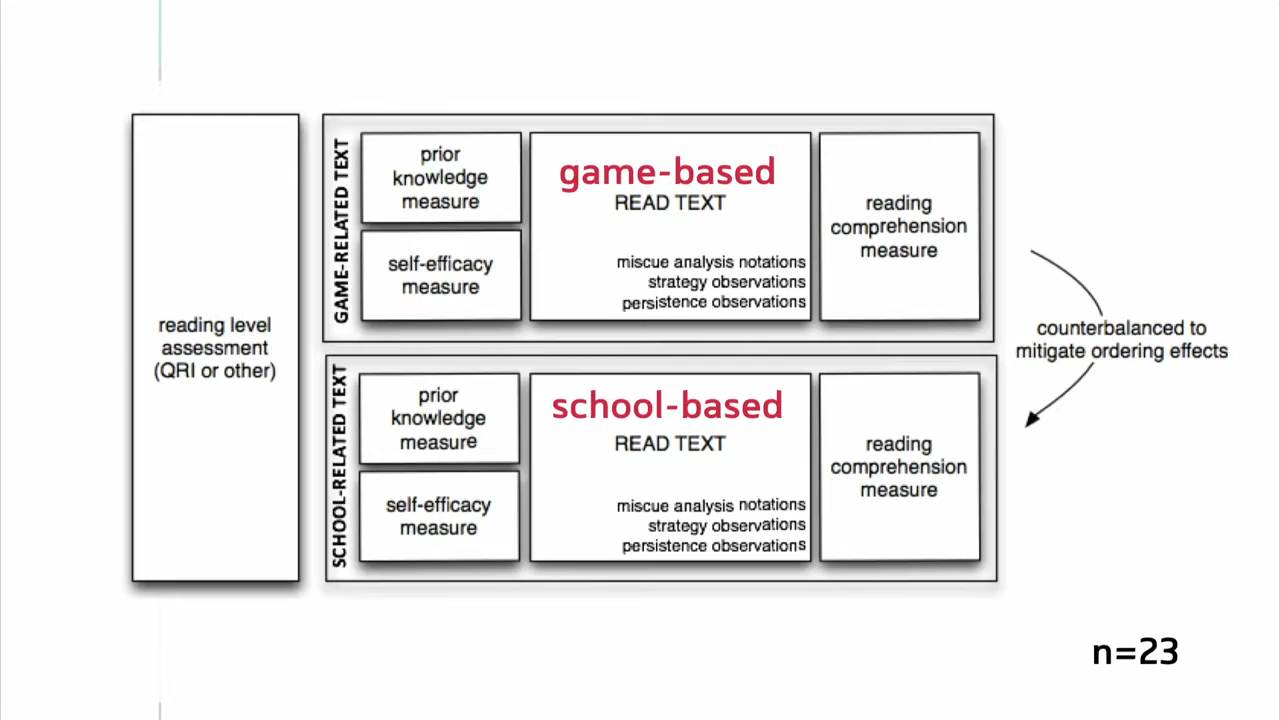 reading level
assessment
(QRI or other)
GAME-RELATED TEXT
prior
knowledge
measure
self-efficacy
measure
game-based
READ TEXT
miscue analysis notations
strategy observations
persistence observations
reading
comprehension
measure
SCHOOL-RELATED TEXT
prior
knowledge
measure
self-efficacy
measure
school-based
READ TEXT
miscue analysis notations
strategy observations
persistence observations
reading
comprehension
measure
counterbalanced to
mitigate ordering effects
n=23